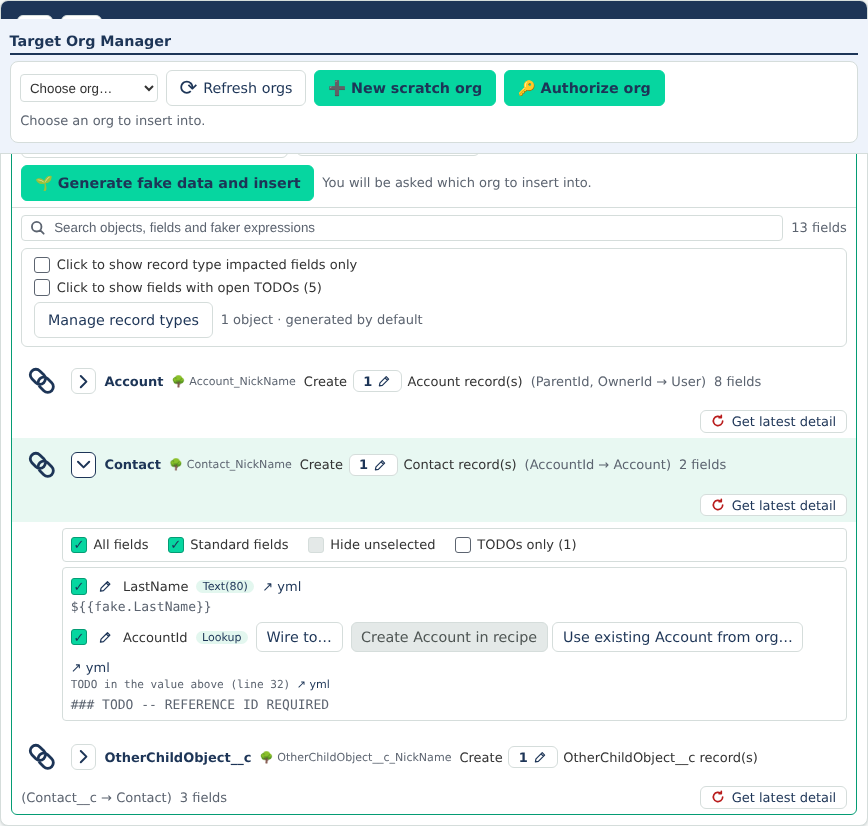 Target Org Manager
Choose org... Refresh orgs New scratch org Authorize org
Choose an org to insert into.
Generate fake data and insert You will be asked which org to insert into.
Search objects, fields and faker expressions 13 fields
Click to show record type impacted fields only
Click to show fields with open TODOs (5)
Manage record types 1 object · generated by default
Account Account_NickName Create 1 Account record(s) (ParentId, OwnerId → User) 8 fields
Get latest detail
Contact Contact_NickName Create 1 Contact record(s) (AccountId → Account) 2 fields
Get latest detail
All fields Standard fields Hide unselected TODOs only (1)
LastName Text(80) ↗ yml
${{fake.LastName}}
AccountId Lookup Wire to... Create Account in recipe Use existing Account from org...
↗ yml
TODO in the value above (line 32) ↗ yml
### TODO -- REFERENCE ID REQUIRED
OtherChildObject__c OtherChildObject__c_NickName Create 1 OtherChildObject__c record(s)
(Contact__c → Contact) 3 fields Get latest detail